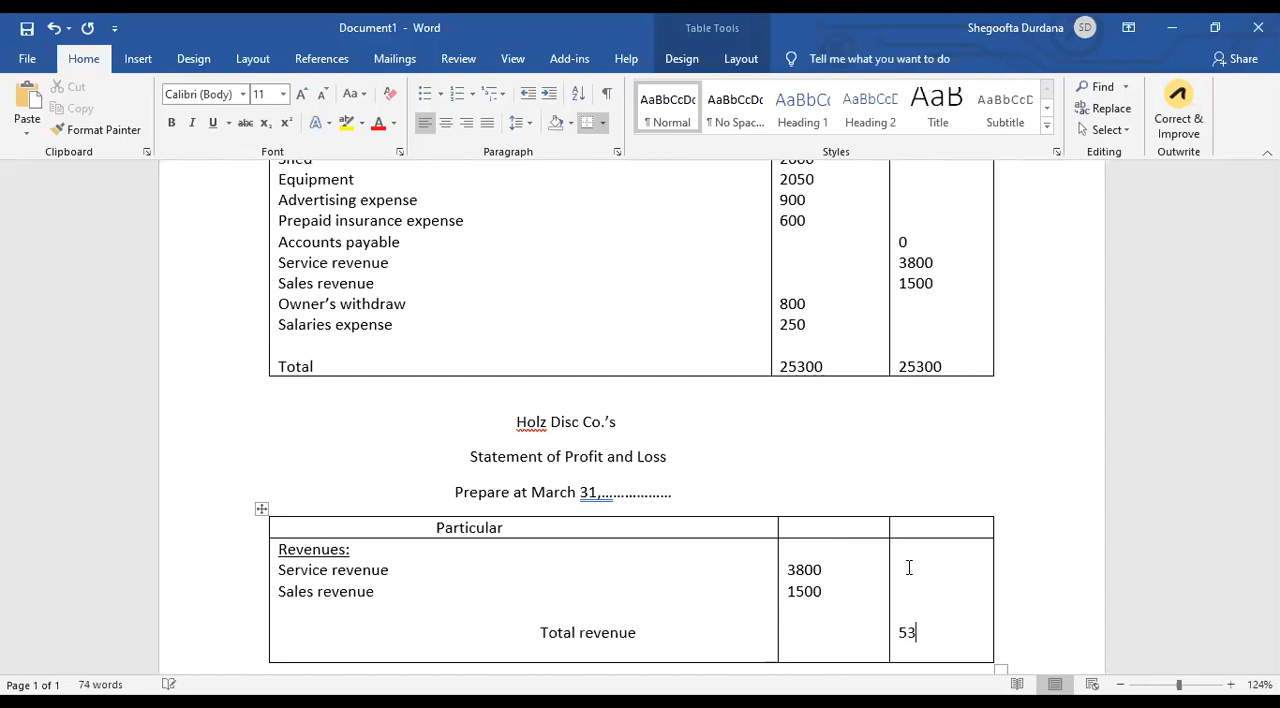 Document1 - Word
Table Tools
Shegoofta Durdana
SD
File
Home
Insert
Design
Layout
References
Mailings
Review
View
Add-ins
Help
Design
Layout
Tell me what you want to do
Share
Paste
Cut
Copy
Format Painter
Clipboard
Calibri (Body)
11
Font
Paragraph
AaBbCcDc
¶ Normal
AaBbCcDc
¶ No Spac...
AaBbCc
Heading 1
AaBbCcD
Heading 2
AaB
Title
AaBbCcD
Subtitle
Styles
Find
Replace
Select
Editing
Correct &
Improve
Outwrite
Shed 2000
Equipment 2050
Advertising expense 900
Prepaid insurance expense 600
Accounts payable 0
Service revenue 3800
Sales revenue 1500
Owner's withdraw 800
Salaries expense 250
Total 25300 25300
Holz Disc Co.'s
Statement of Profit and Loss
Prepare at March 31,………………
Particular
Revenues:
Service revenue 3800
Sales revenue 1500
Total revenue 53
Page 1 of 1
74 words
124%